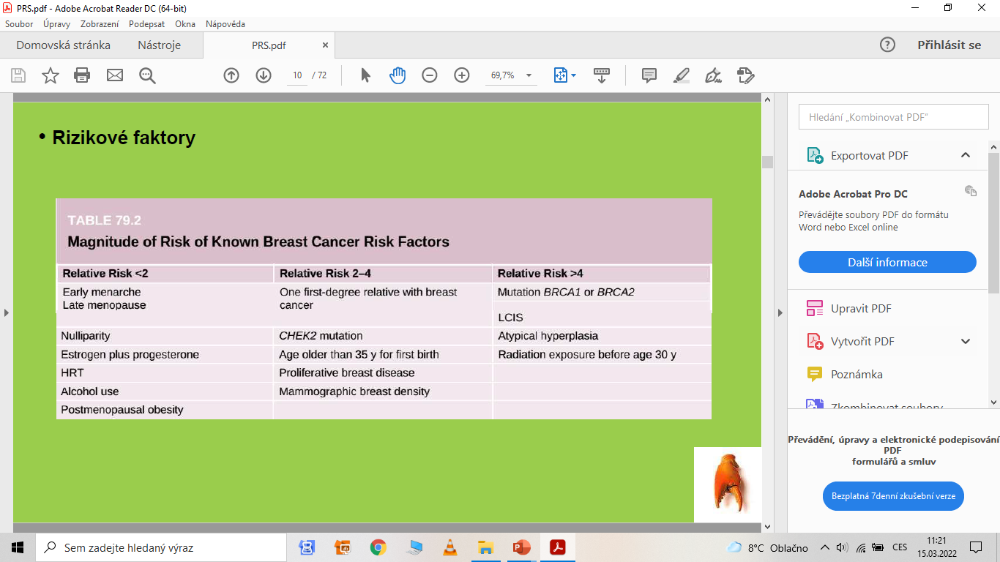 PRS.pdf - Adobe Acrobat Reader DC (64-bit)
Soubor Úpravy Zobrazení Podepsat Okna Nápověda
Domovská stránka Nástroje PRS.pdf × Přihlásit se
10 / 72 69,7%
• Rizikové faktory
TABLE 79.2
Magnitude of Risk of Known Breast Cancer Risk Factors
Relative Risk <2 Relative Risk 2–4 Relative Risk >4
Early menarche One first-degree relative with breast Mutation BRCA1 or BRCA2
Late menopause cancer
LCIS
Nulliparity CHEK2 mutation Atypical hyperplasia
Estrogen plus progesterone Age older than 35 y for first birth Radiation exposure before age 30 y
HRT Proliferative breast disease
Alcohol use Mammographic breast density
Postmenopausal obesity
Hledání „Kombinovat PDF“
Exportovat PDF
Adobe Acrobat Pro DC
Převádějte soubory PDF do formátu
Word nebo Excel online
Další informace
Upravit PDF
Vytvořit PDF
Poznámka
Zkombinovat soubory
Převádění, úpravy a elektronické podepisování
PDF
formulářů a smluv
Bezplatná 7denní zkušební verze
Sem zadejte hledaný výraz
8°C Oblačno CES 11:21
15.03.2022